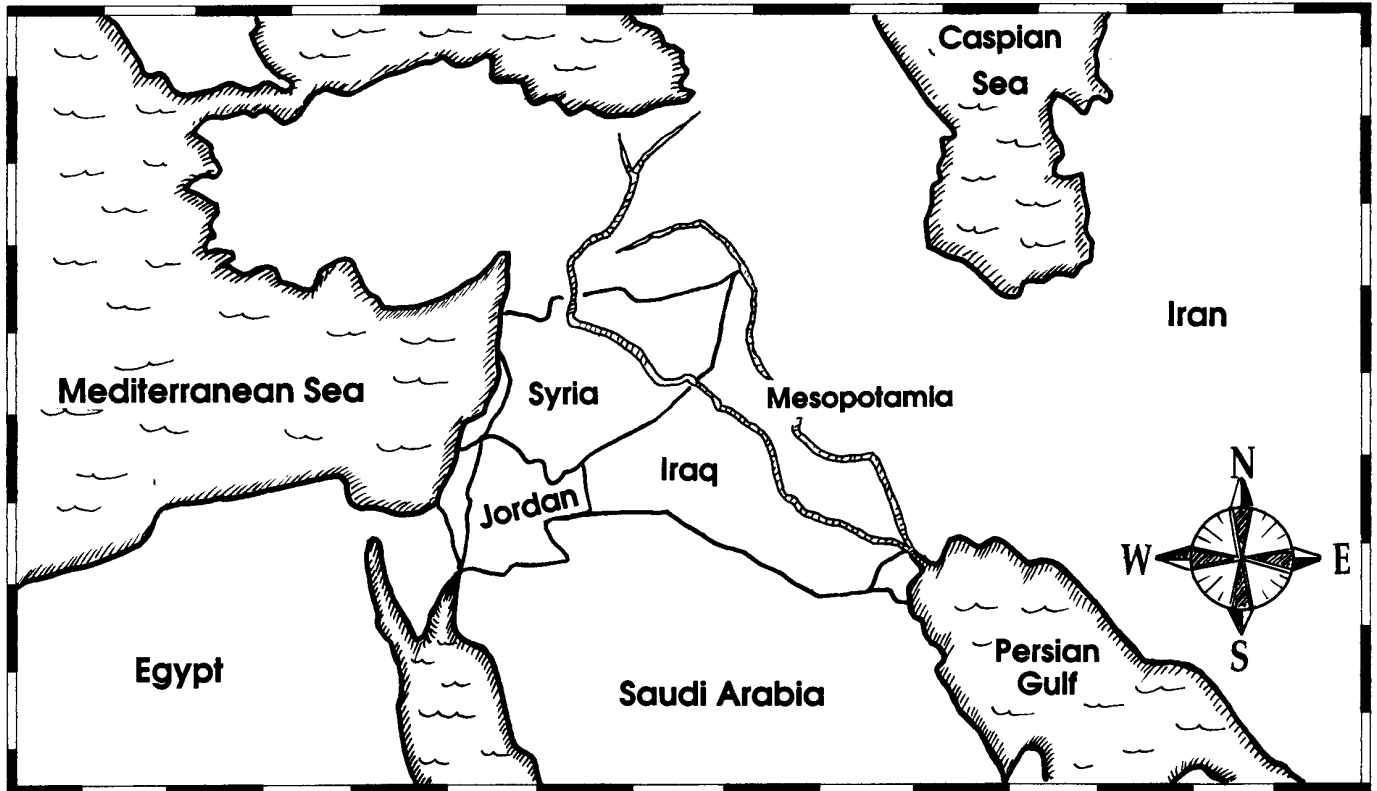 Caspian
Sea
Iran
Mediterranean Sea
Syria
Mesopotamia
Iraq
Jordan
N
W
E
S
Egypt
Saudi Arabia
Persian
Gulf